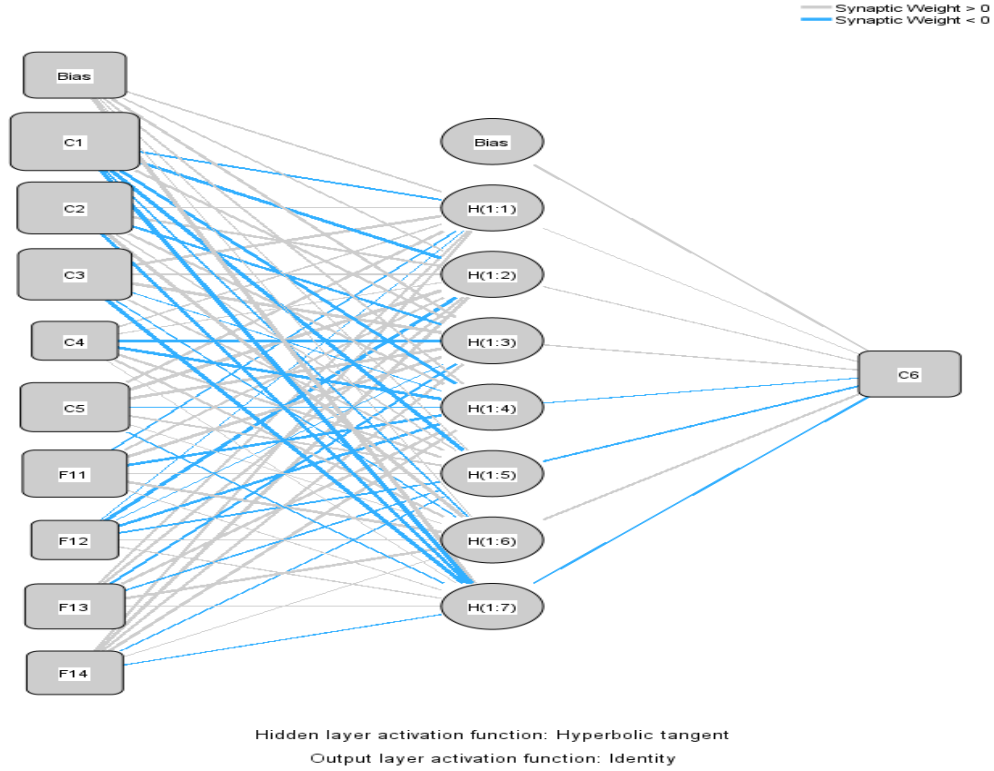 Synaptic Weight > 0
Synaptic Weight < 0
Bias
C1
C2
C3
C4
C5
F11
F12
F13
F14
Bias
H(1:1)
H(1:2)
H(1:3)
H(1:4)
H(1:5)
H(1:6)
H(1:7)
C6
Hidden layer activation function: Hyperbolic tangent
Output layer activation function: Identity